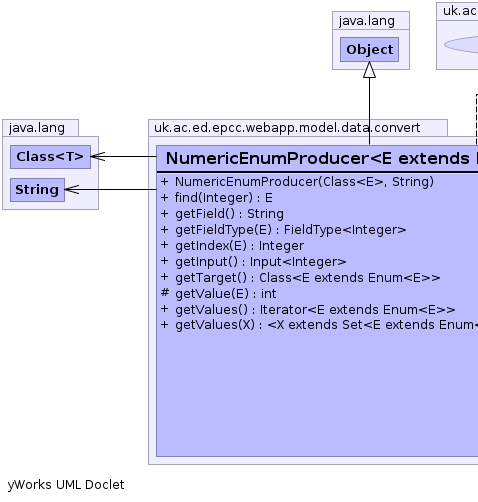 java.lang
uk.ac
Object
java.lang
uk.ac.ed.epcc.webapp.model.data.convert
Class<T>
String
NumericEnumProducer<E extends
+ NumericEnumProducer(Class<E>, String)
+ find(Integer) : E
+ getField() : String
+ getFieldType(E) : FieldType<Integer>
+ getIndex(E) : Integer
+ getInput() : Input<Integer>
+ getTarget() : Class<E extends Enum<E>>
# getValue(E) : int
+ getValues() : Iterator<E extends Enum<E>>
+ getValues(X) : <X extends Set<E extends Enum<
yWorks UML Doclet